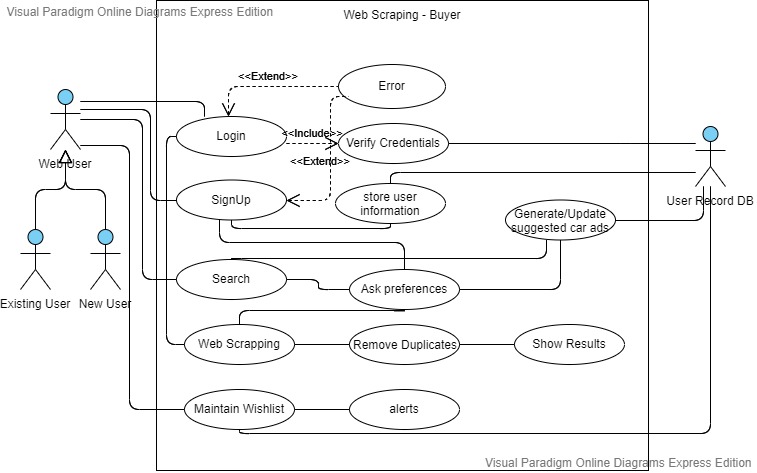 Visual Paradigm Online Diagrams Express Edition
Web Scraping - Buyer
<<Extend>>
Error
Login
<<Include>>
Verify Credentials
Web User
<<Extend>>
SignUp
store user
information
User Record DB
Generate/Update
suggested car ads
Search
Ask preferences
Existing User
New User
Web Scrapping
Remove Duplicates
Show Results
Maintain Wishlist
alerts
Visual Paradigm Online Diagrams Express Edition